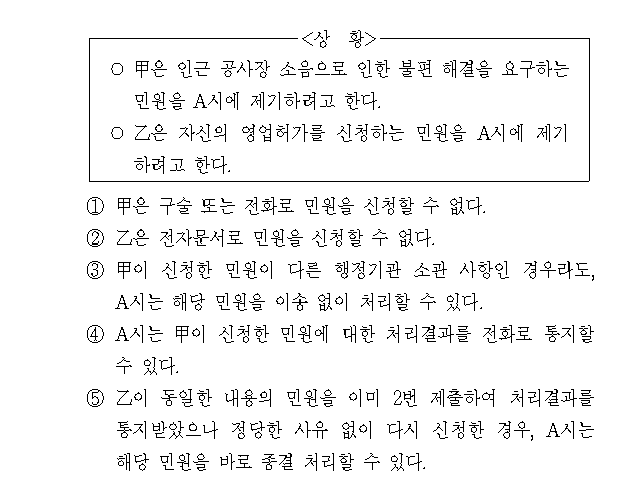 <상 황>
○ 甲은 인근 공사장 소음으로 인한 불편 해결을 요구하는
민원을 A시에 제기하려고 한다.
○ 乙은 자신의 영업허가를 신청하는 민원을 A시에 제기
하려고 한다.
① 甲은 구술 또는 전화로 민원을 신청할 수 없다.
② 乙은 전자문서로 민원을 신청할 수 없다.
③ 甲이 신청한 민원이 다른 행정기관 소관 사항인 경우라도,
A시는 해당 민원을 이송 없이 처리할 수 있다.
④ A시는 甲이 신청한 민원에 대한 처리결과를 전화로 통지할
수 있다.
⑤ 乙이 동일한 내용의 민원을 이미 2번 제출하여 처리결과를
통지받았으나 정당한 사유 없이 다시 신청한 경우, A시는
해당 민원을 바로 종결 처리할 수 있다.